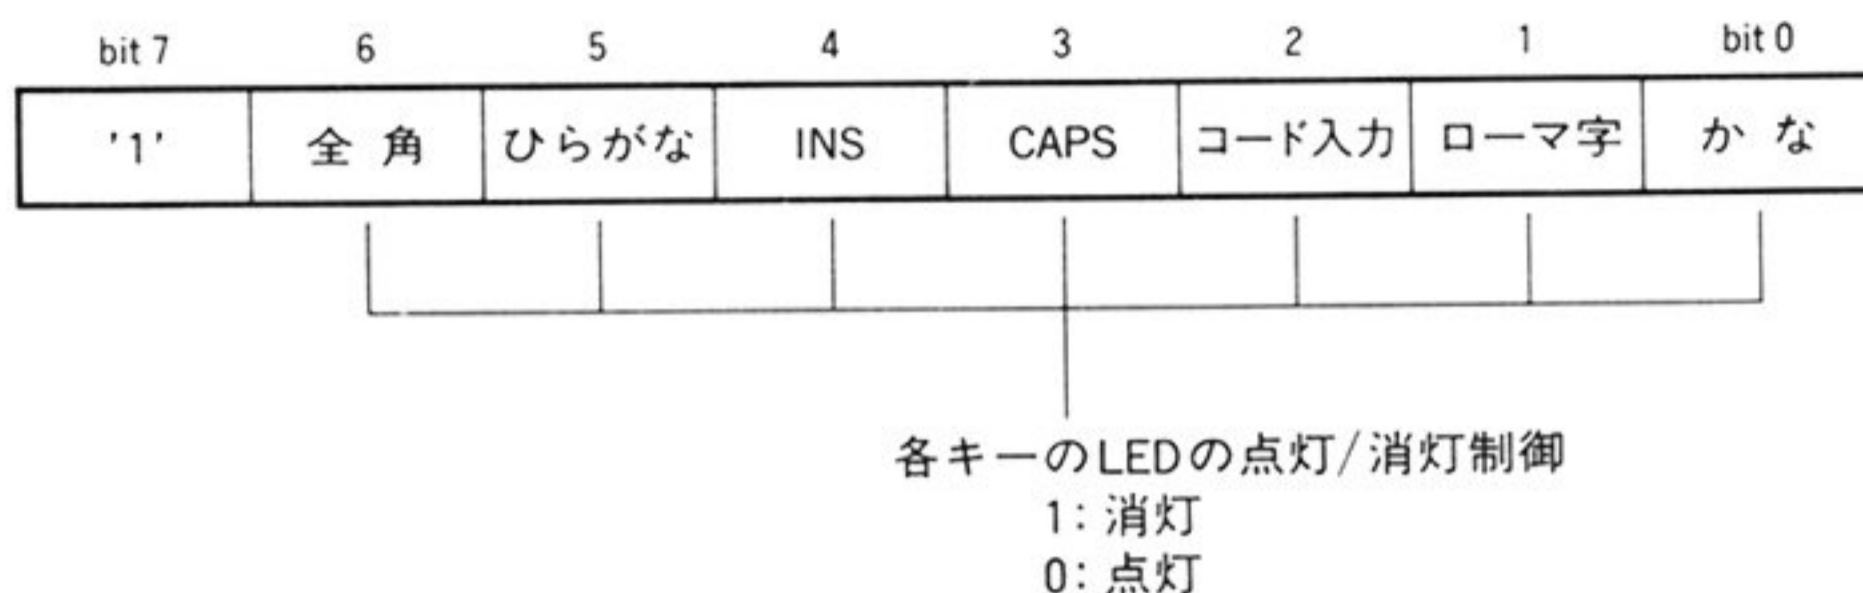 bit 7 6 5 4 3 2 1 bit 0
'1' 全角 ひらがな INS CAPS コード入力 ローマ字 かな
各キーのLEDの点灯/消灯制御
1: 消灯
0: 点灯